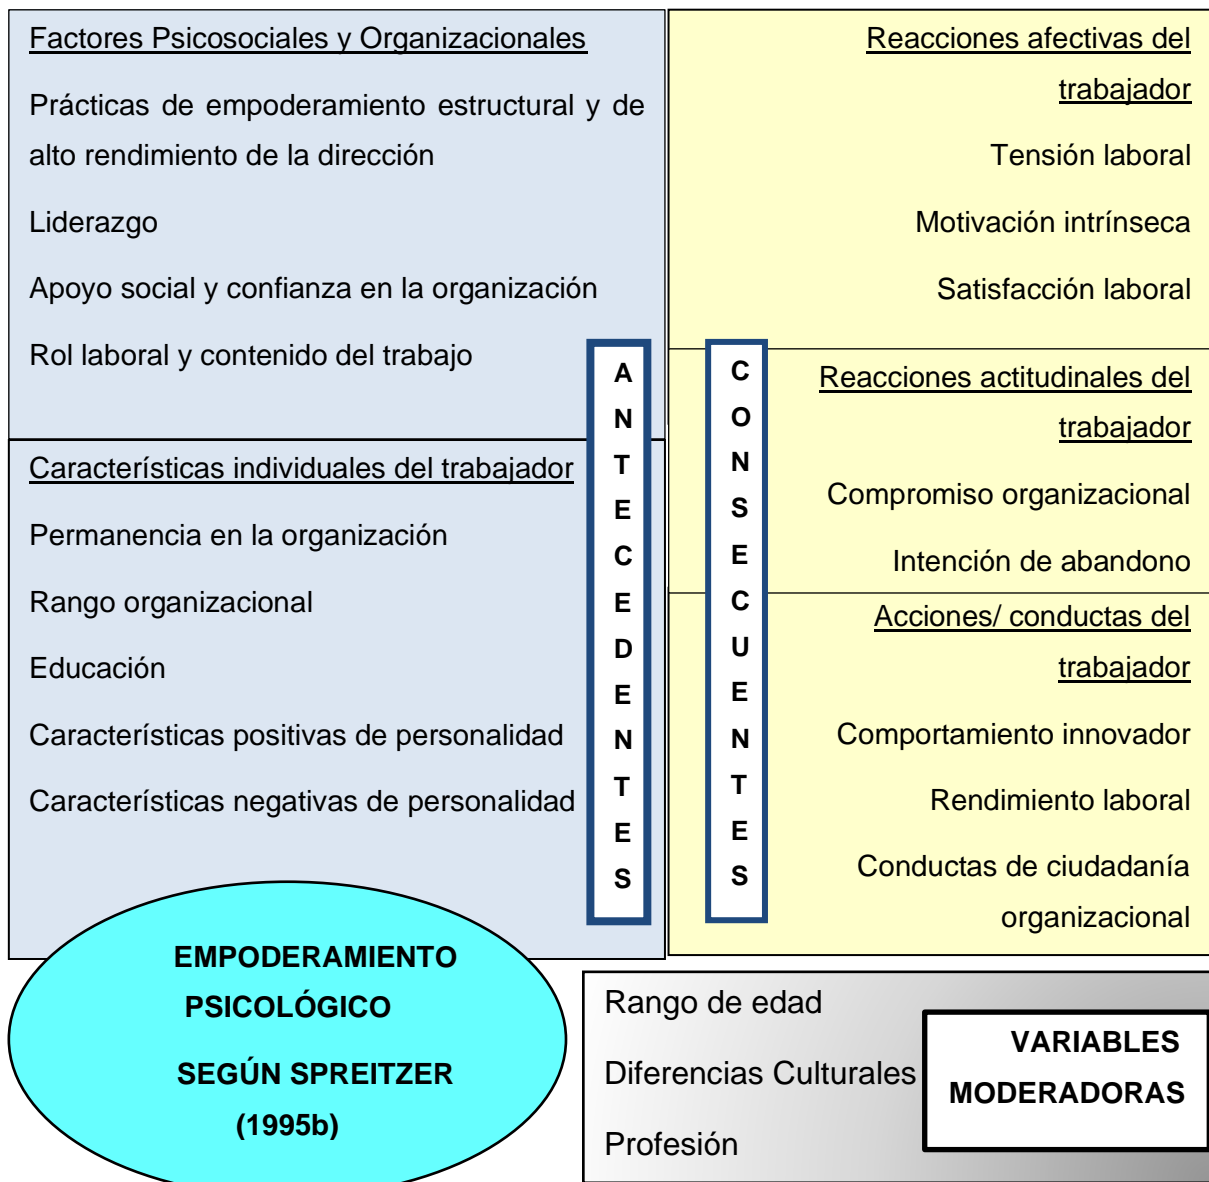 Factores Psicosociales y Organizacionales
Prácticas de empoderamiento estructural y de
alto rendimiento de la dirección
Liderazgo
Apoyo social y confianza en la organización
Rol laboral y contenido del trabajo
Características individuales del trabajador
Permanencia en la organización
Rango organizacional
Educación
Características positivas de personalidad
Características negativas de personalidad
ANTECEDENTES
CONSECUENTES
Reacciones afectivas del
trabajador
Tensión laboral
Motivación intrínseca
Satisfacción laboral
Reacciones actitudinales del
trabajador
Compromiso organizacional
Intención de abandono
Acciones/ conductas del
trabajador
Comportamiento innovador
Rendimiento laboral
Conductas de ciudadanía
organizacional
EMPODERAMIENTO
PSICOLÓGICO
SEGÚN SPREITZER
(1995b)
Rango de edad
Diferencias Culturales
Profesión
VARIABLES
MODERADORAS